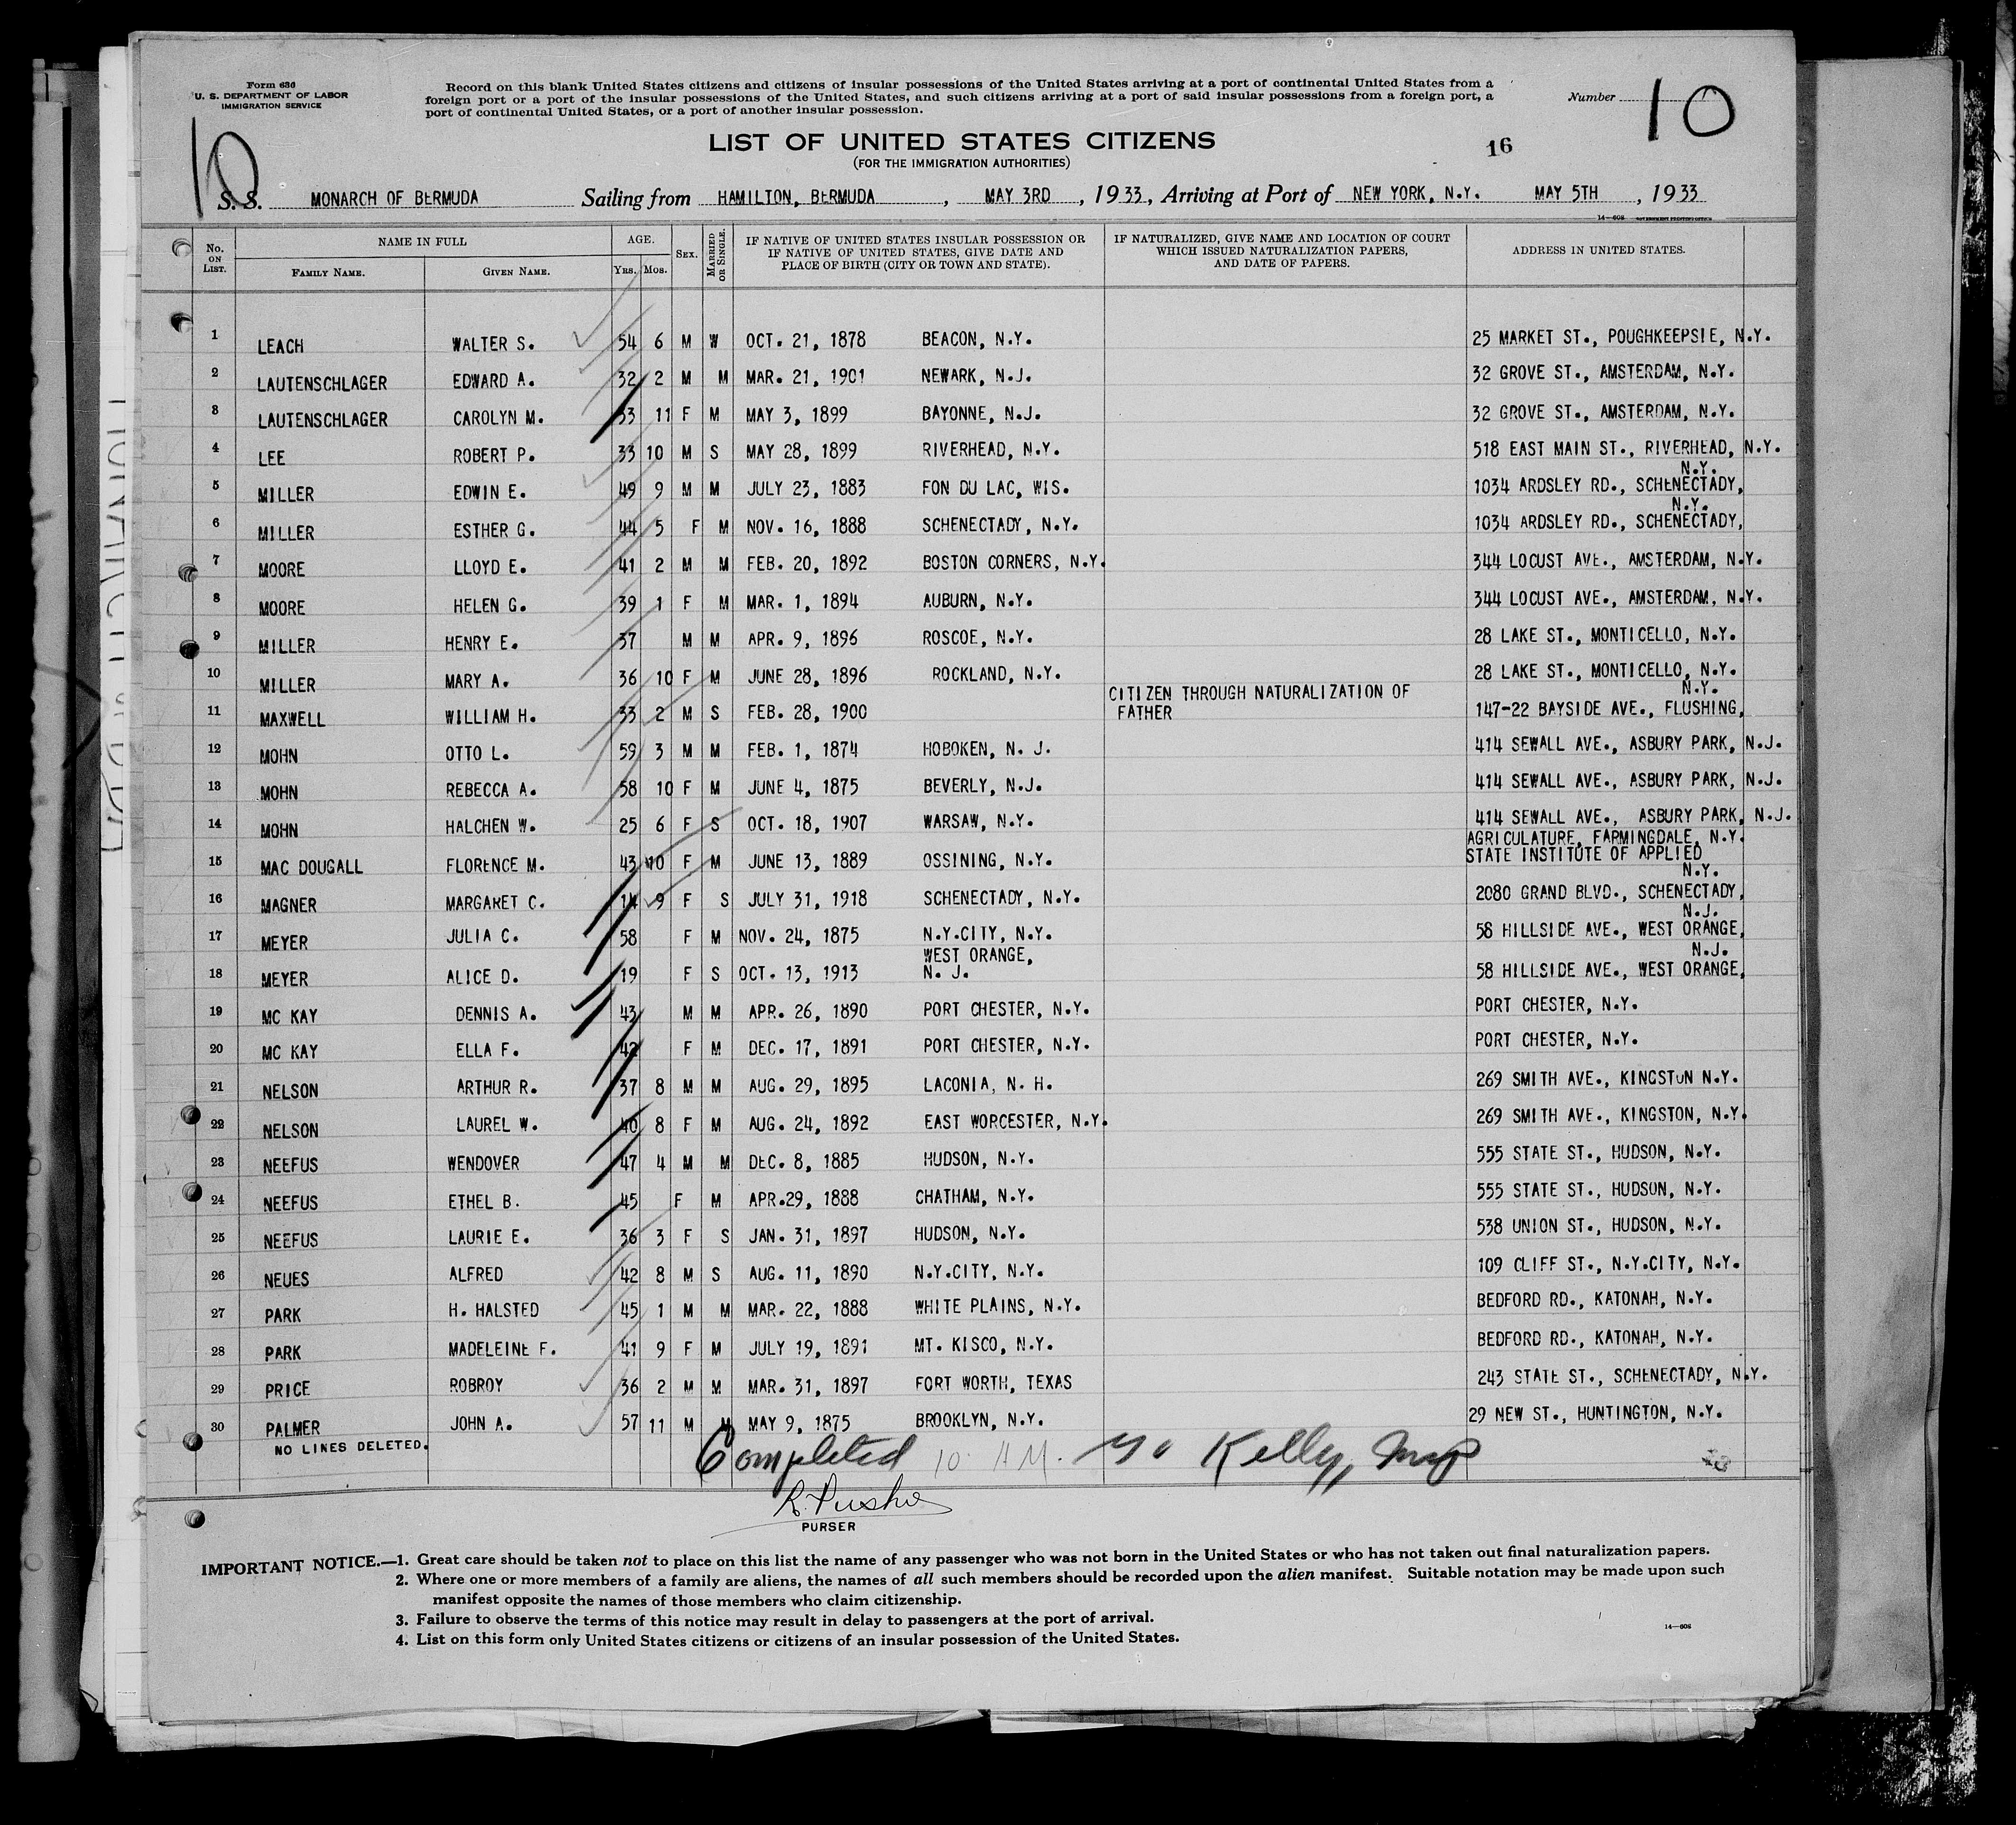 Form 636
U. S. DEPARTMENT OF LABOR
IMMIGRATION SERVICE
Record on this blank United States citizens and citizens of insular possessions of the United States arriving at a port of continental United States from a
foreign port or a port of the insular possessions of the United States, and such citizens arriving at a port of said insular possessions from a foreign port, a
port of continental United States, or a port of another insular possession.
Number 10
LIST OF UNITED STATES CITIZENS
(FOR THE IMMIGRATION AUTHORITIES)
16
10
S. S. MONARCH OF BERMUDA Sailing from HAMILTON, BERMUDA, MAY 3RD, 1933, Arriving at Port of NEW YORK, N.Y. MAY 5TH, 1933
14—608 GOVERNMENT PRINTING OFFICE
No. ON LIST. NAME IN FULL FAMILY NAME. GIVEN NAME. AGE. YRS. MOS. SEX. MARRIED OR SINGLE. IF NATIVE OF UNITED STATES INSULAR POSSESSION OR IF NATIVE OF UNITED STATES, GIVE DATE AND PLACE OF BIRTH (CITY OR TOWN AND STATE). IF NATURALIZED, GIVE NAME AND LOCATION OF COURT WHICH ISSUED NATURALIZATION PAPERS, AND DATE OF PAPERS. ADDRESS IN UNITED STATES.
1 LEACH WALTER S. 54 6 M W OCT. 21, 1878 BEACON, N.Y. 25 MARKET ST., POUGHKEEPSIE, N.Y.
2 LAUTENSCHLAGER EDWARD A. 32 2 M M MAR. 21, 1901 NEWARK, N.J. 32 GROVE ST., AMSTERDAM, N.Y.
3 LAUTENSCHLAGER CAROLYN M. 33 11 F M MAY 3, 1899 BAYONNE, N.J. 32 GROVE ST., AMSTERDAM, N.Y.
4 LEE ROBERT P. 33 10 M S MAY 28, 1899 RIVERHEAD, N.Y. 518 EAST MAIN ST., RIVERHEAD, N.Y.
N.Y.
5 MILLER EDWIN E. 49 9 M M JULY 23, 1883 FON DU LAC, WIS. 1034 ARDSLEY RD., SCHENECTADY,
N.Y.
6 MILLER ESTHER G. 44 5 F M NOV. 16, 1888 SCHENECTADY, N.Y. 1034 ARDSLEY RD., SCHENECTADY,
7 MOORE LLOYD E. 41 2 M M FEB. 20, 1892 BOSTON CORNERS, N.Y. 344 LOCUST AVE., AMSTERDAM, N.Y.
8 MOORE HELEN G. 39 1 F M MAR. 1, 1894 AUBURN, N.Y. 344 LOCUST AVE., AMSTERDAM, N.Y.
9 MILLER HENRY E. 37 M M APR. 9, 1896 ROSCOE, N.Y. 28 LAKE ST., MONTICELLO, N.Y.
10 MILLER MARY A. 36 10 F M JUNE 28, 1896 ROCKLAND, N.Y. 28 LAKE ST., MONTICELLO, N.Y.
CITIZEN THROUGH NATURALIZATION OF N.Y.
11 MAXWELL WILLIAM H. 33 2 M S FEB. 28, 1900 FATHER 147-22 BAYSIDE AVE., FLUSHING,
12 MOHN OTTO L. 59 3 M M FEB. 1, 1874 HOBOKEN, N. J. 414 SEWALL AVE., ASBURY PARK, N.J.
13 MOHN REBECCA A. 58 10 F M JUNE 4, 1875 BEVERLY, N.J. 414 SEWALL AVE., ASBURY PARK, N.J.
14 MOHN HALCHEN W. 25 6 F S OCT. 18, 1907 WARSAW, N.Y. 414 SEWALL AVE., ASBURY PARK, N.J.
AGRICULATURE, FARMINGDALE, N.Y.
15 MAC DOUGALL FLORENCE M. 43 10 F M JUNE 13, 1889 OSSINING, N.Y. STATE INSTITUTE OF APPLIED
N.Y.
16 MAGNER MARGARET C. 14 9 F S JULY 31, 1918 SCHENECTADY, N.Y. 2080 GRAND BLVD., SCHENECTADY,
N.J.
17 MEYER JULIA C. 58 F M NOV. 24, 1875 N.Y.CITY, N.Y. 58 HILLSIDE AVE., WEST ORANGE,
WEST ORANGE, N.J.
18 MEYER ALICE D. 19 F S OCT. 13, 1913 N. J. 58 HILLSIDE AVE., WEST ORANGE,
19 MC KAY DENNIS A. 43 M M APR. 26, 1890 PORT CHESTER, N.Y. PORT CHESTER, N.Y.
20 MC KAY ELLA F. 42 F M DEC. 17, 1891 PORT CHESTER, N.Y. PORT CHESTER, N.Y.
21 NELSON ARTHUR R. 37 8 M M AUG. 29, 1895 LACONIA, N. H. 269 SMITH AVE., KINGSTON N.Y.
22 NELSON LAUREL W. 40 8 F M AUG. 24, 1892 EAST WORCESTER, N.Y. 269 SMITH AVE., KINGSTON, N.Y.
23 NEEFUS WENDOVER 47 4 M M DEC. 8, 1885 HUDSON, N.Y. 555 STATE ST., HUDSON, N.Y.
24 NEEFUS ETHEL B. 45 F M APR.29, 1888 CHATHAM, N.Y. 555 STATE ST., HUDSON, N.Y.
25 NEEFUS LAURIE E. 36 3 F S JAN. 31, 1897 HUDSON, N.Y. 538 UNION ST., HUDSON, N.Y.
26 NEUES ALFRED 42 8 M S AUG. 11, 1890 N.Y.CITY, N.Y. 109 CLIFF ST., N.Y.CITY, N.Y.
27 PARK H. HALSTED 45 1 M M MAR. 22, 1888 WHITE PLAINS, N.Y. BEDFORD RD., KATONAH, N.Y.
28 PARK MADELEINE F. 41 9 F M JULY 19, 1891 MT. KISCO, N.Y. BEDFORD RD., KATONAH, N.Y.
29 PRICE ROBROY 36 2 M M MAR. 31, 1897 FORT WORTH, TEXAS 243 STATE ST., SCHENECTADY, N.Y.
30 PALMER JOHN A. 57 11 M M MAY 9, 1875 BROOKLYN, N.Y. 29 NEW ST., HUNTINGTON, N.Y.
NO LINES DELETED.
Completed 10 AM. Kelly,
PURSER
IMPORTANT NOTICE.—1. Great care should be taken not to place on this list the name of any passenger who was not born in the United States or who has not taken out final naturalization papers.
2. Where one or more members of a family are aliens, the names of all such members should be recorded upon the alien manifest. Suitable notation may be made upon such
manifest opposite the names of those members who claim citizenship.
3. Failure to observe the terms of this notice may result in delay to passengers at the port of arrival.
4. List on this form only United States citizens or citizens of an insular possession of the United States.
14—608